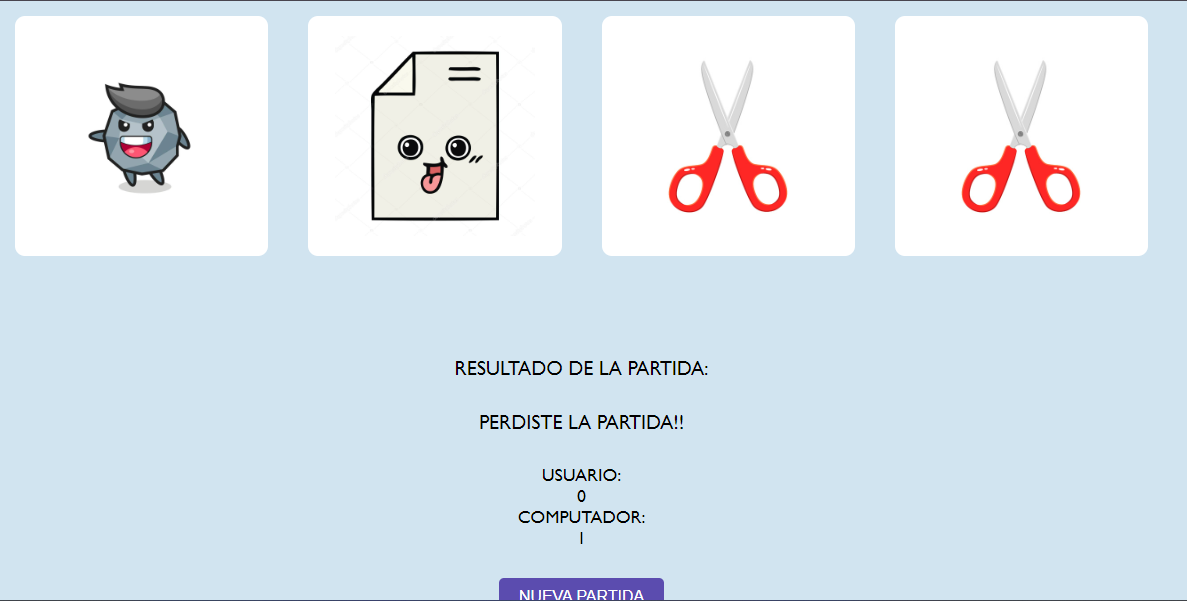 RESULTADO DE LA PARTIDA:
PERDISTE LA PARTIDA!!
USUARIO:
0
COMPUTADOR:
1
NUEVA PARTIDA